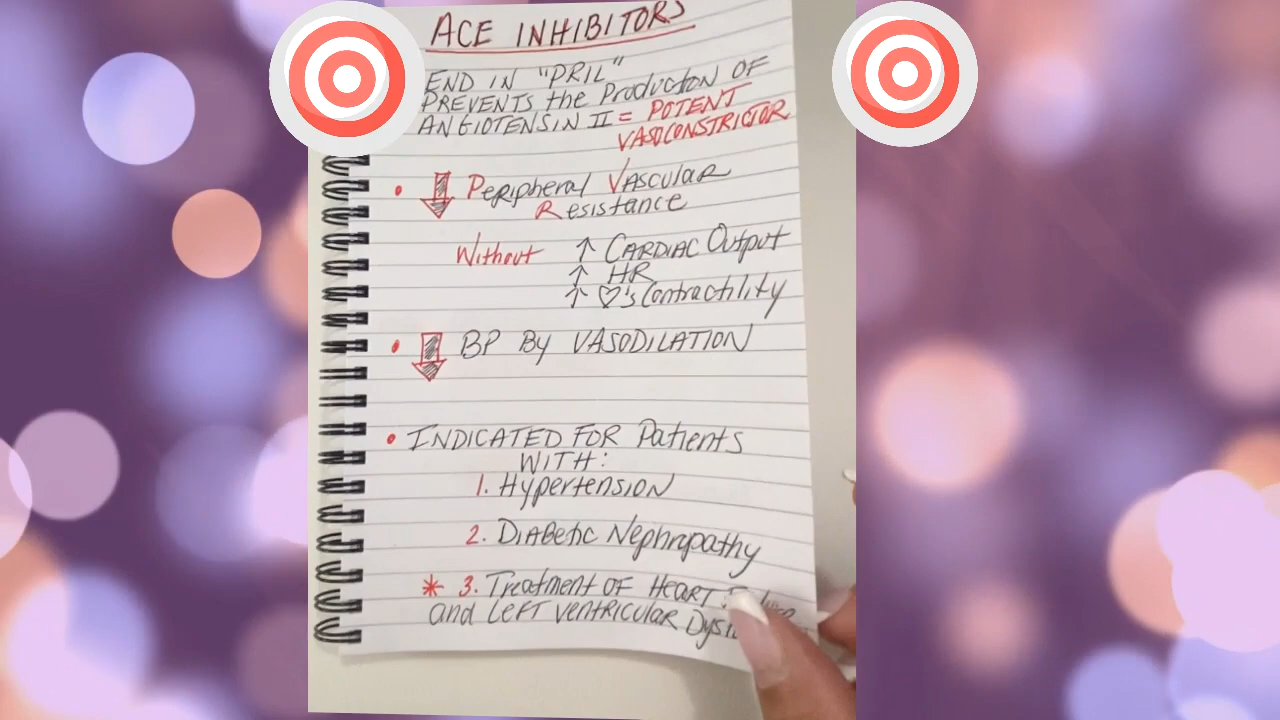 ACE INHIBITORS
END IN "PRIL"
PREVENTS the Production OF
ANGIOTENSIN II = POTENT
VASOCONSTRICTOR
• ⬇ Peripheral Vascular
Resistance
Without ↑ CARDIAC Output
↑ HR
↑ ♡'s Contractility
• ⬇ BP By VASODILATION
• INDICATED FOR Patients
WITH:
1. Hypertension
2. Diabetic Nephropathy
* 3. Treatment OF HEART
and Left Ventricular